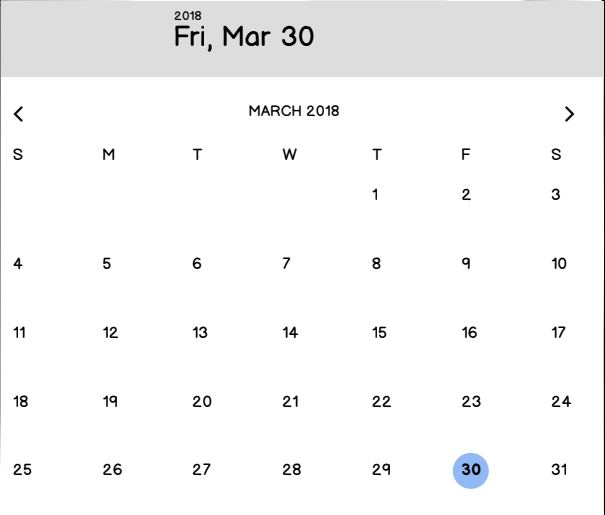 2018
Fri, Mar 30
MARCH 2018
S M T W T F S
1 2 3
4 5 6 7 8 9 10
11 12 13 14 15 16 17
18 19 20 21 22 23 24
25 26 27 28 29 30 31